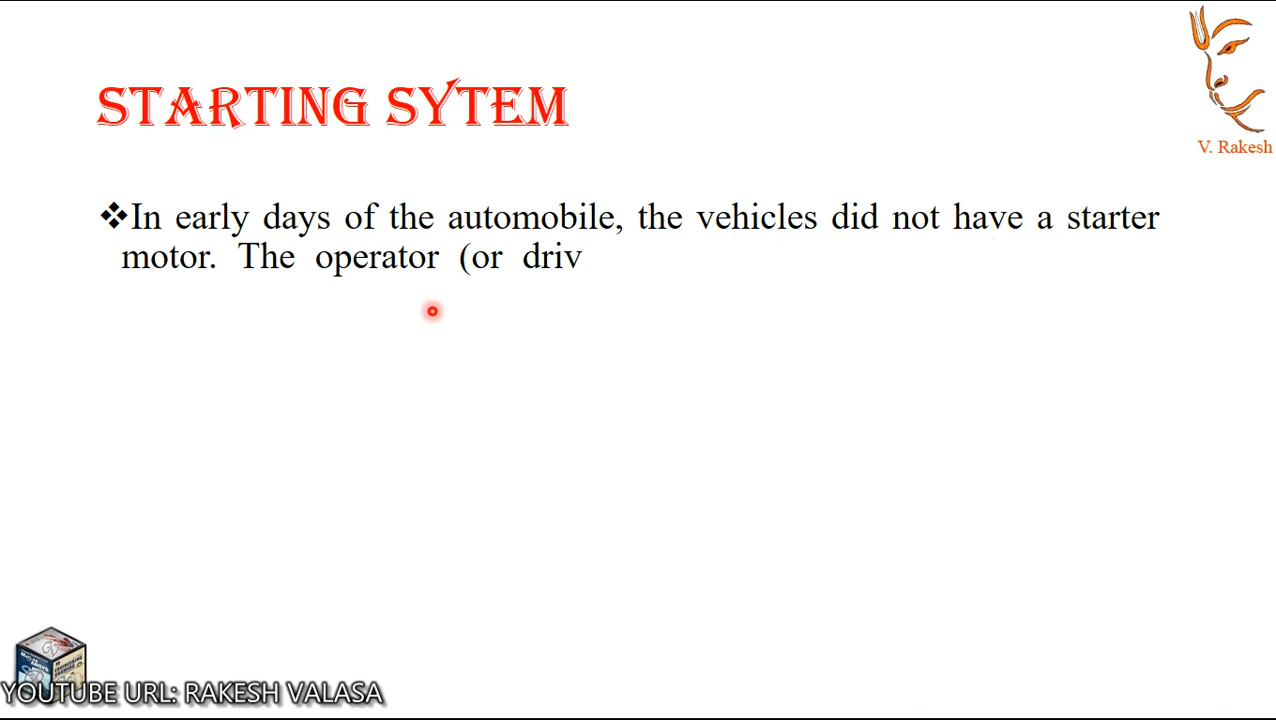 STARTING SYTEM
V. Rakesh
❖In early days of the automobile, the vehicles did not have a starter
motor. The operator (or driv
YOUTUBE URL: RAKESH VALASA